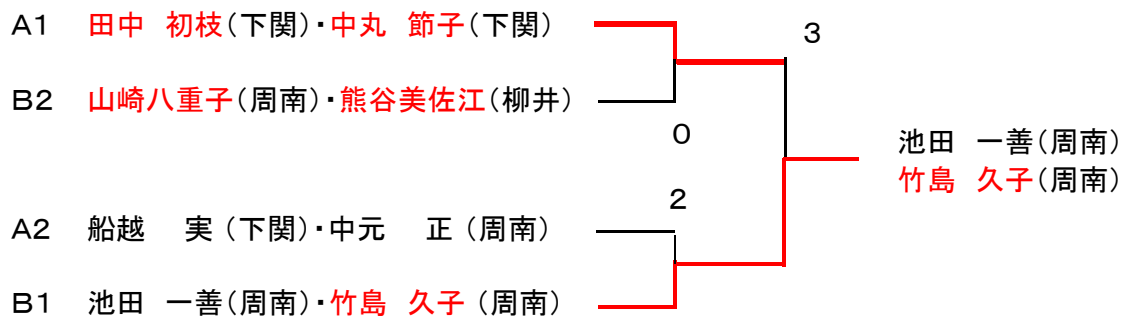 A1 田中 初枝(下関)・中丸 節子(下関)
3
B2 山崎八重子(周南)・熊谷美佐江(柳井)
0
池田 一善(周南)
竹島 久子(周南)
2
A2 船越 実(下関)・中元 正(周南)
B1 池田 一善(周南)・竹島 久子(周南)